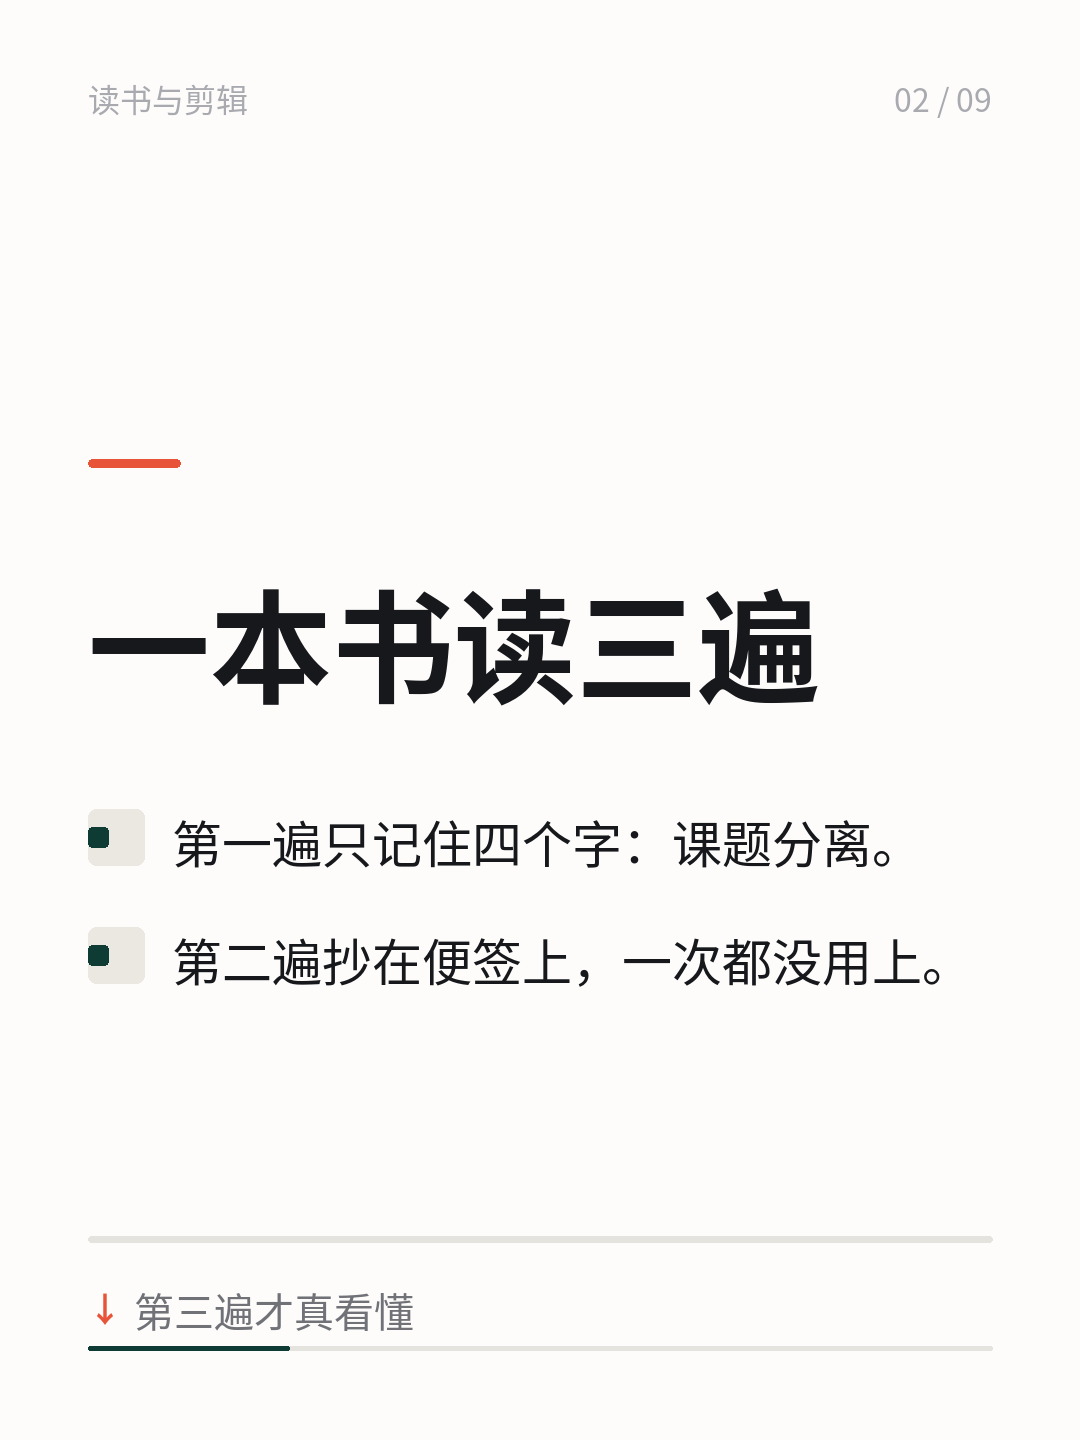 读书与剪辑
02 / 09
一本书读三遍
第一遍只记住四个字：课题分离。
第二遍抄在便签上，一次都没用上。
↓ 第三遍才真看懂